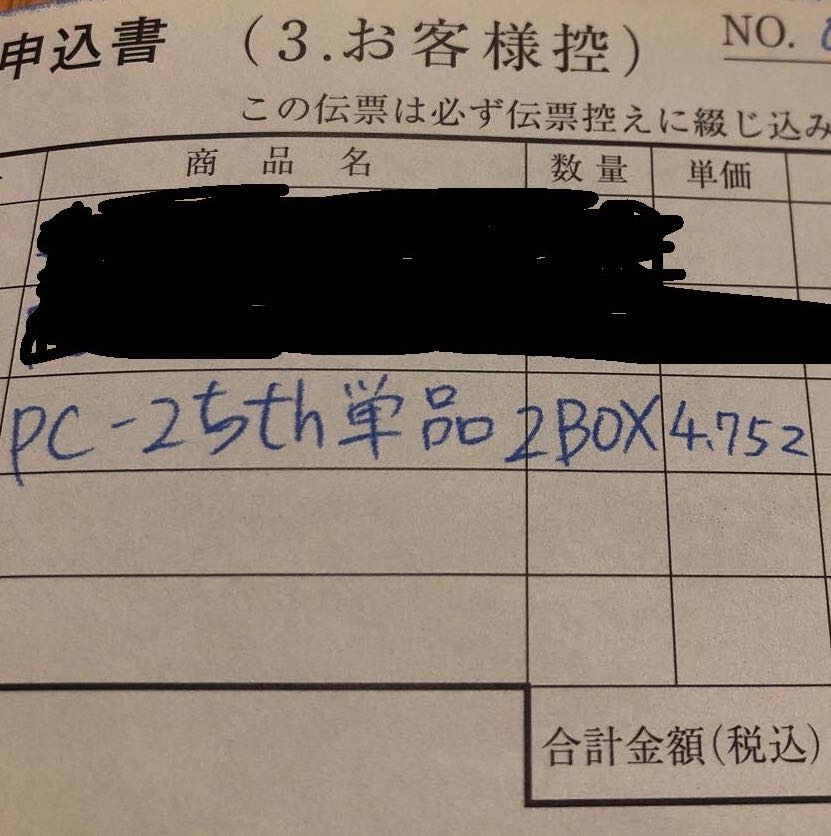 申込書 (3.お客様控) NO.
この伝票は必ず伝票控えに綴じ込み
商品名 数量 単価
PC-25th単品 2BOX 4.752
合計金額(税込)